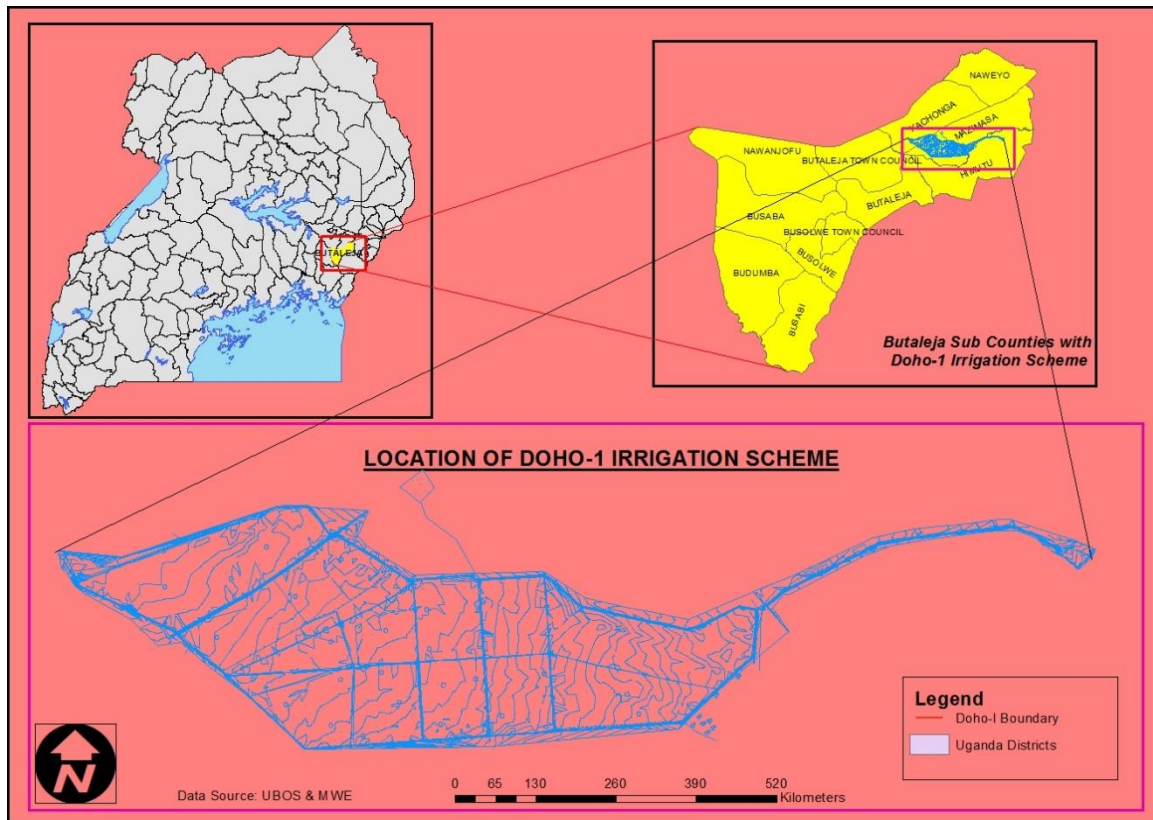 BUTALEJA
NAWEYO
KACHONGA
MAZIMASA
NAWANJOFU
BUTALEJA TOWN COUNCIL
HIMUTU
BUTALEJA
BUSABA
BUSOLWE TOWN COUNCIL
BUSOLWE
BUDUMBA
BUSABI
Butaleja Sub Counties with
Doho-1 Irrigation Scheme
LOCATION OF DOHO-1 IRRIGATION SCHEME
Legend
Doho-I Boundary
Uganda Districts
N
Data Source: UBOS & MWE
0 65 130 260 390 520
Kilometers